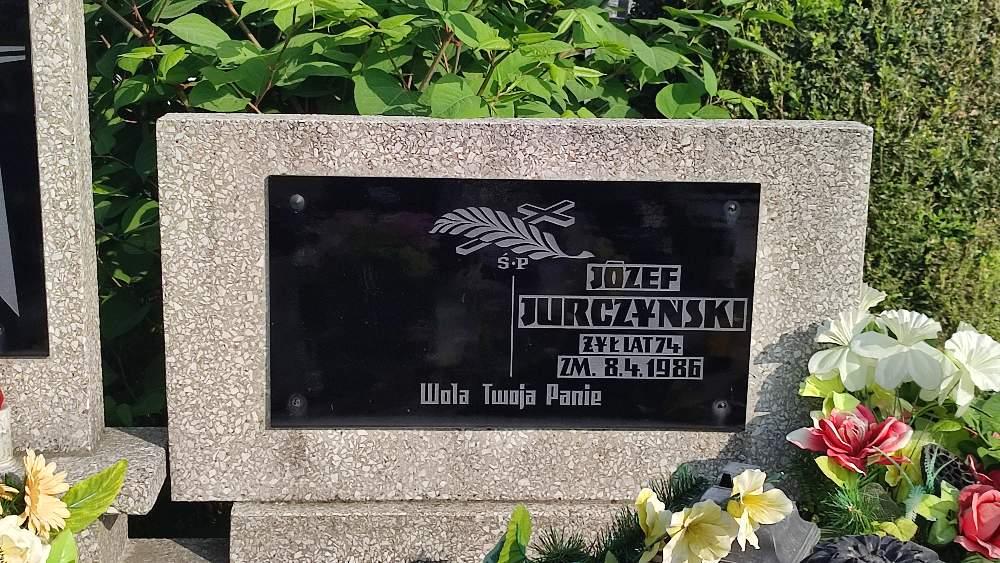 Ś.P
JÓZEF
JURCZYŃSKI
ŻYŁ LAT 74
ZM. 8.4.1986
Wola Twoja Panie